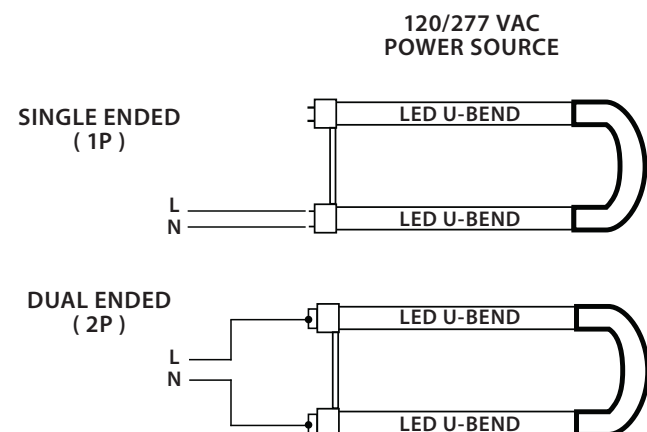 120/277 VAC
POWER SOURCE
SINGLE ENDED
( 1P )
LED U-BEND
L
N
LED U-BEND
DUAL ENDED
( 2P )
LED U-BEND
L
N
LED U-BEND